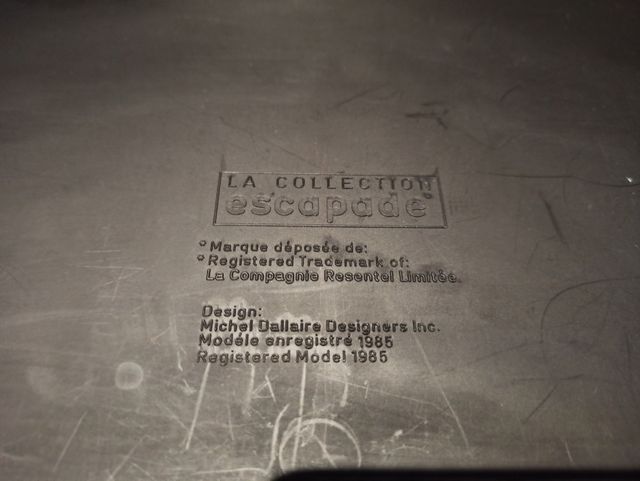 LA COLLECTION
escapade*
* Marque déposée de:
* Registered Trademark of:
La Compagnie Resentel Limitée.
Design:
Michel Dallaire Designers Inc.
Modéle enregistré 1985
Registered Model 1985